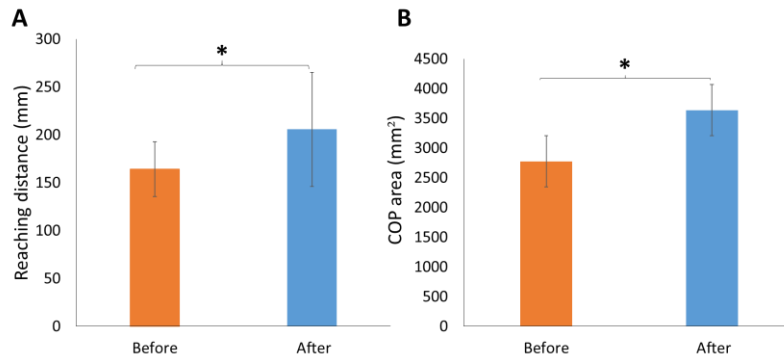 A
Reaching distance (mm)
300
250
200
150
100
50
0
*
Before
After
B
COP area (mm²)
4500
4000
3500
3000
2500
2000
1500
1000
500
0
*
Before
After